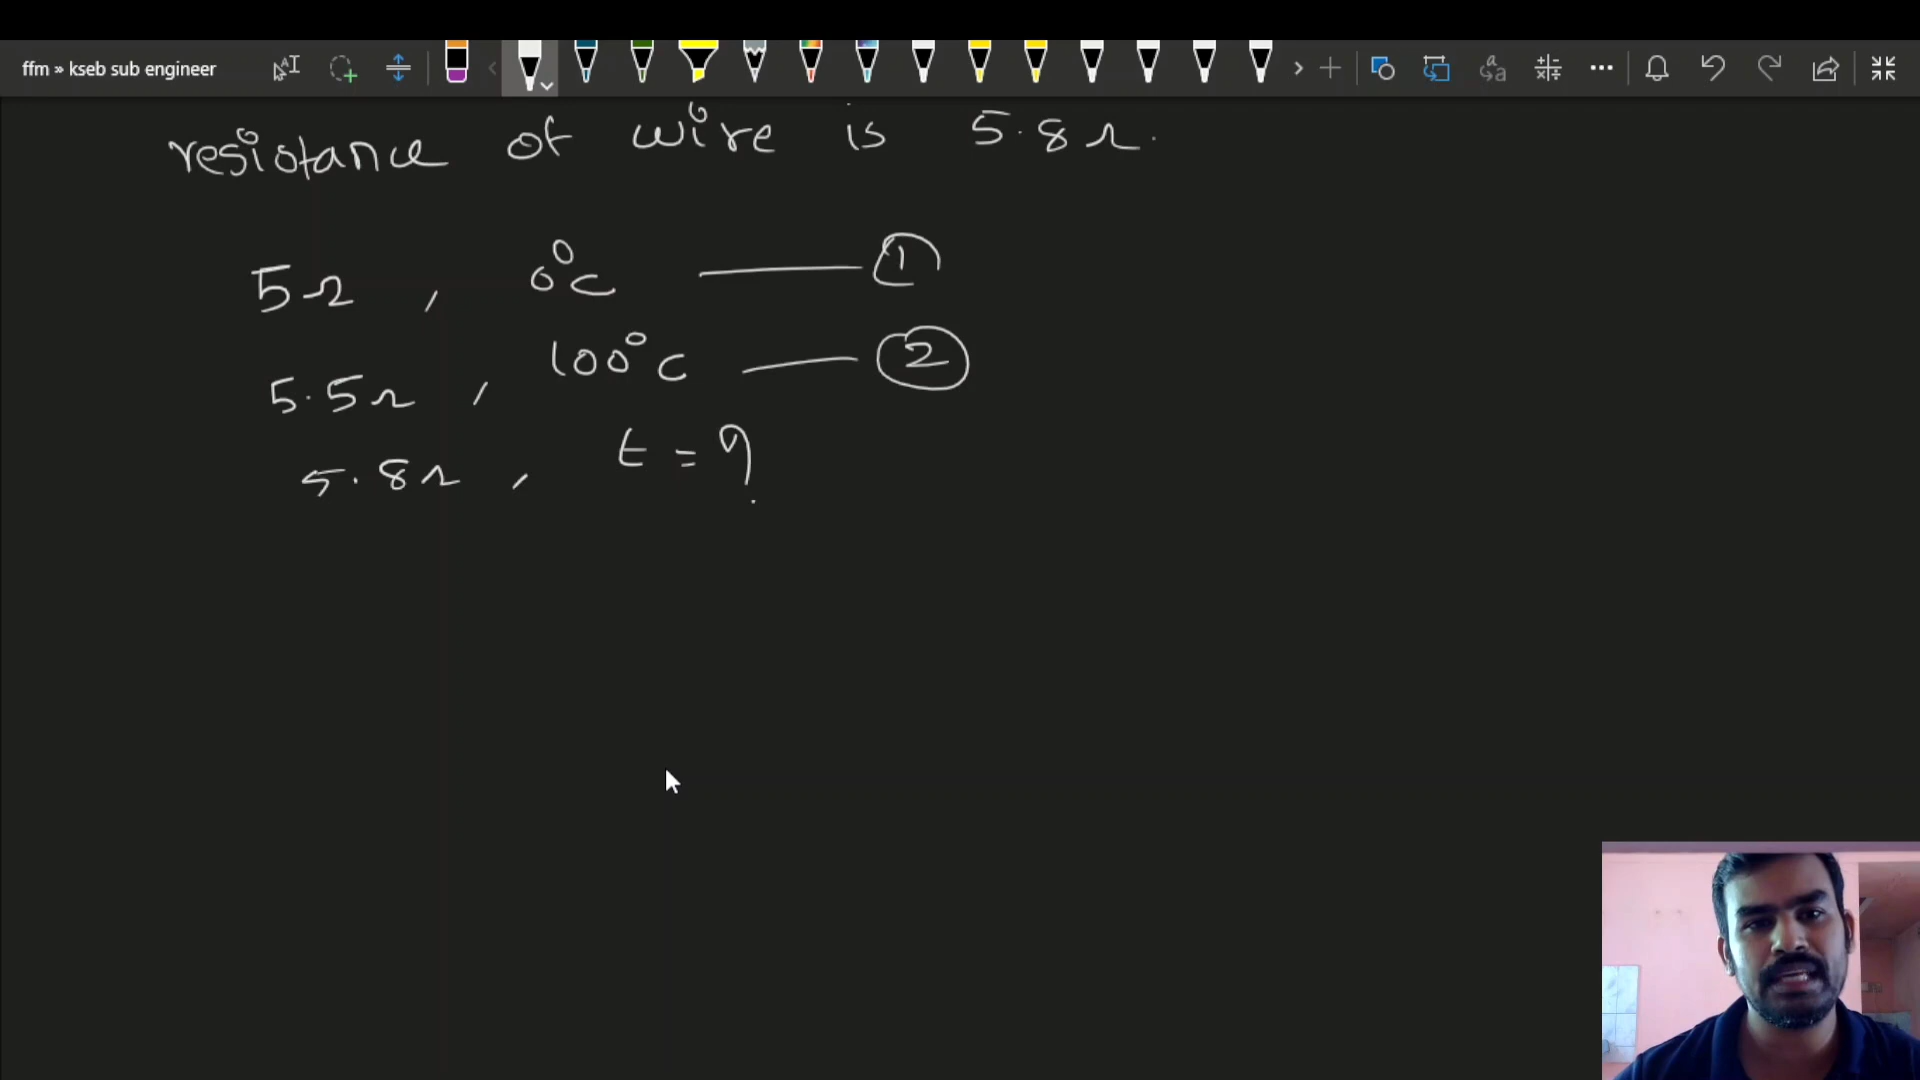 ffm » kseb sub engineer
resistance of wire is 5.8Ω.
5Ω , 0°C —— ①
5.5Ω , 100°C —— ②
5.8Ω , t = ?